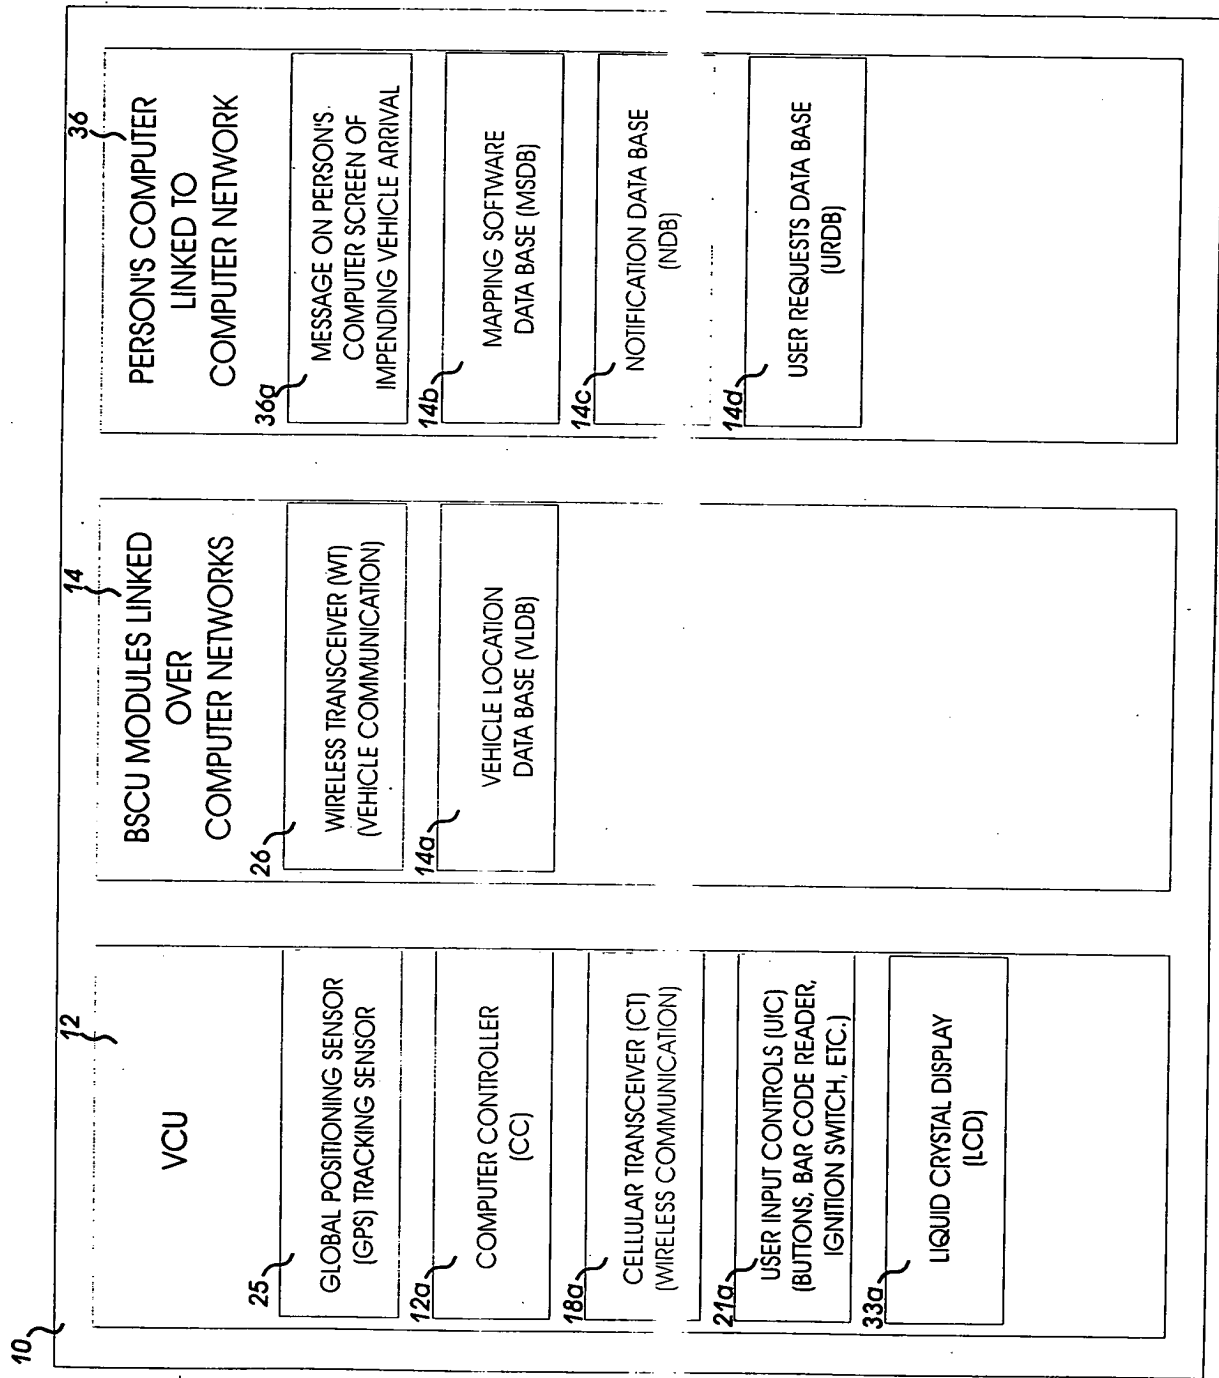 10
12
VCU
25
GLOBAL POSITIONING SENSOR
(GPS) TRACKING SENSOR
12a
COMPUTER CONTROLLER
(CC)
18a
CELLULAR TRANSCEIVER (CT)
(WIRELESS COMMUNICATION)
21a
USER INPUT CONTROLS (UIC)
(BUTTONS, BAR CODE READER,
IGNITION SWITCH, ETC.)
33a
LIQUID CRYSTAL DISPLAY
(LCD)
14
BSCU MODULES LINKED
OVER
COMPUTER NETWORKS
26
WIRELESS TRANSCEIVER (WT)
(VEHICLE COMMUNICATION)
14a
VEHICLE LOCATION
DATA BASE (VLDB)
36
PERSON'S COMPUTER
LINKED TO
COMPUTER NETWORK
36a
MESSAGE ON PERSON'S
COMPUTER SCREEN OF
IMPENDING VEHICLE ARRIVAL
14b
MAPPING SOFTWARE
DATA BASE (MSDB)
14c
NOTIFICATION DATA BASE
(NDB)
14d
USER REQUESTS DATA BASE
(URDB)